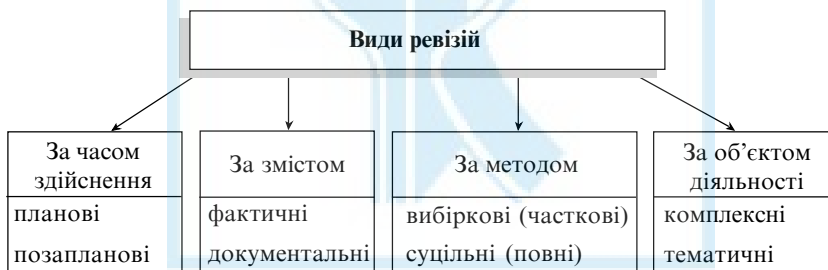 Види ревізій
За часом
здійснення
планові
позапланові
За змістом
фактичні
документальні
За методом
вибіркові (часткові)
суцільні (повні)
За об’єктом
діяльності
комплексні
тематичні